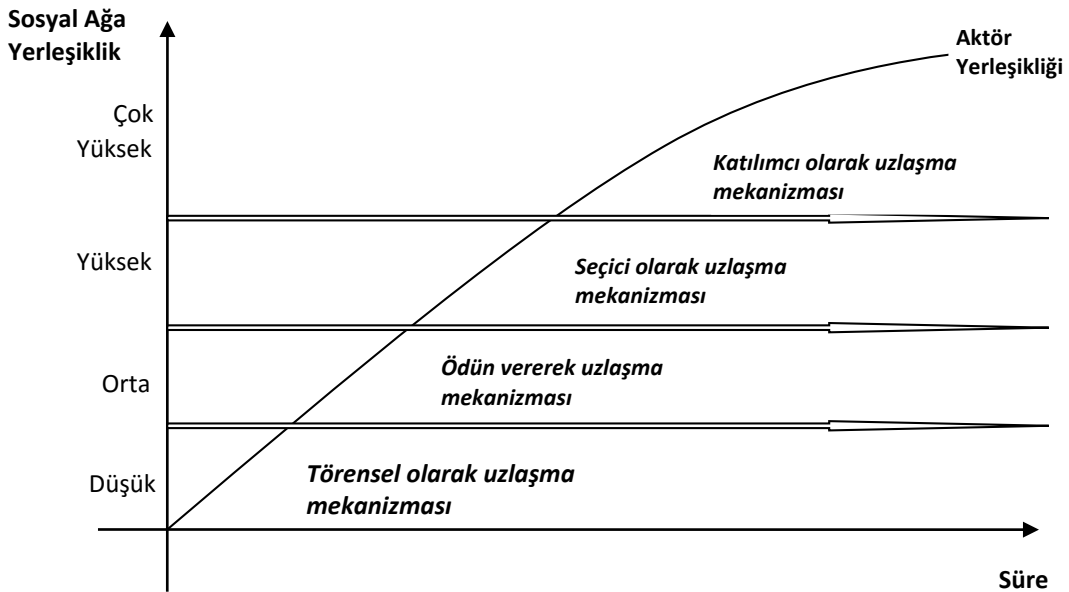 Sosyal Ağa
Yerleşiklik
Aktör
Yerleşikliği
Çok
Yüksek
Katılımcı olarak uzlaşma
mekanizması
Yüksek
Seçici olarak uzlaşma
mekanizması
Orta
Ödün vererek uzlaşma
mekanizması
Düşük
Törensel olarak uzlaşma
mekanizması
Süre